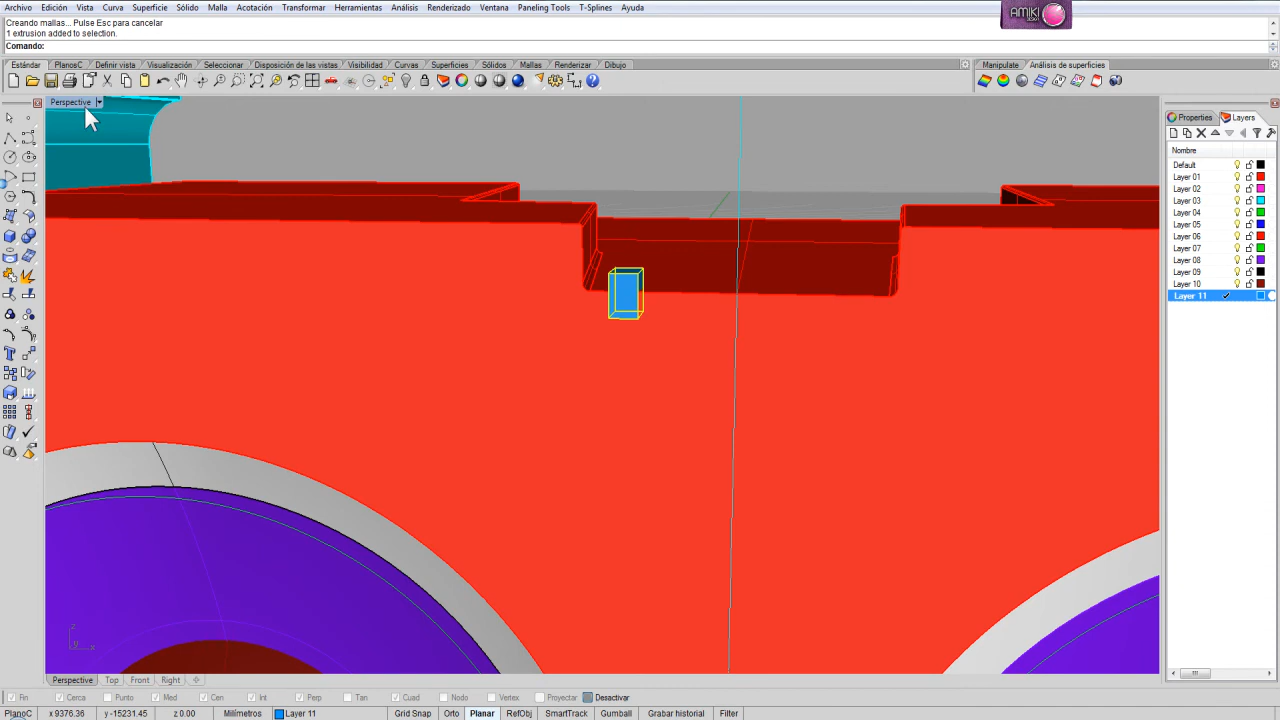 Archivo Edición Vista Curva Superficie Sólido Malla Acotación Transformar Herramientas Análisis Renderizado Ventana Paneling Tools T-Splines Ayuda
AMIKI
Creando mallas... Pulse Esc para cancelar
1 extrusion added to selection.
Comando:
Estándar PlanosC Definir vista Visualización Seleccionar Disposición de las vistas Visibilidad Curvas Superficies Sólidos Mallas Renderizar Dibujo Manipulate Análisis de superficies
Perspective
Properties Layers
Nombre
Default
Layer 01
Layer 02
Layer 03
Layer 04
Layer 05
Layer 06
Layer 07
Layer 08
Layer 09
Layer 10
Layer 11
z
y x
Perspective Top Front Right
Fin Cerca Punto Med Cen Int Perp Tan Cuad Nodo Vertex Proyectar Desactivar
PlanoC x 9376.36 y -15231.45 z 0.00 Milímetros Layer 11 Grid Snap Orto Planar RefObj SmartTrack Gumball Grabar historial Filter